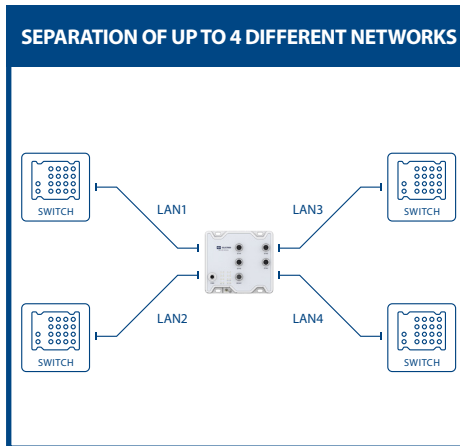 SEPARATION OF UP TO 4 DIFFERENT NETWORKS
SWITCH
LAN1
LAN3
SWITCH
SWITCH
LAN2
LAN4
SWITCH